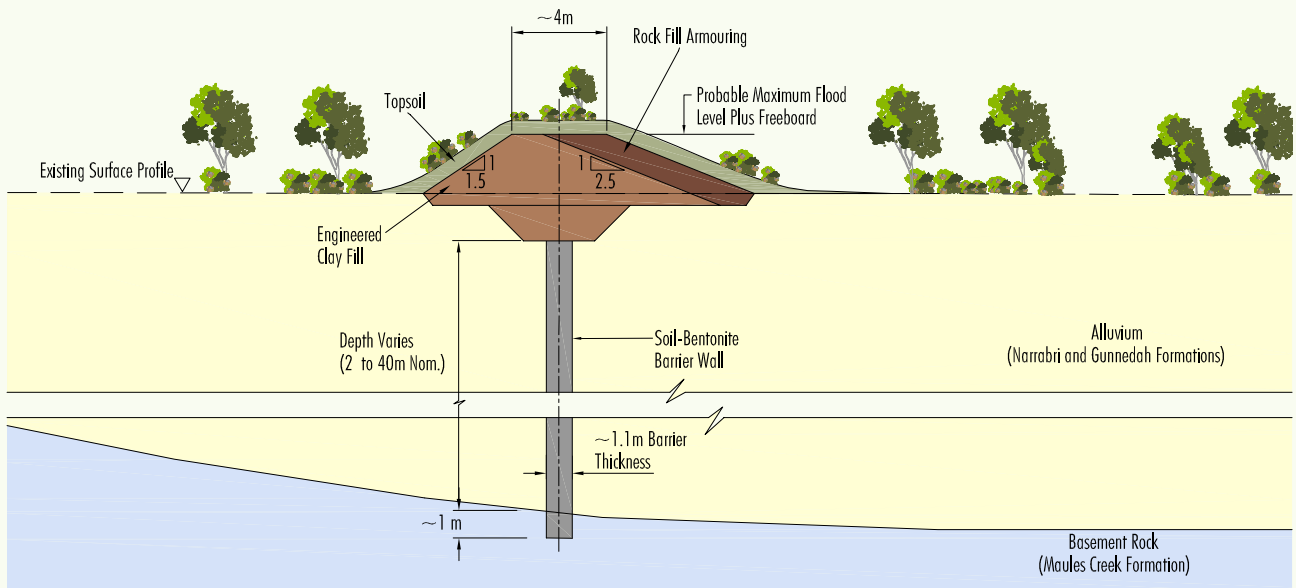 ~4m
Rock Fill Armouring
Topsoil
Probable Maximum Flood
Level Plus Freeboard
Existing Surface Profile
1
1.5
1
2.5
Engineered
Clay Fill
Depth Varies
(2 to 40m Nom.)
Soil-Bentonite
Barrier Wall
Alluvium
(Narrabri and Gunnedah Formations)
~1.1m Barrier
Thickness
~1 m
Basement Rock
(Maules Creek Formation)